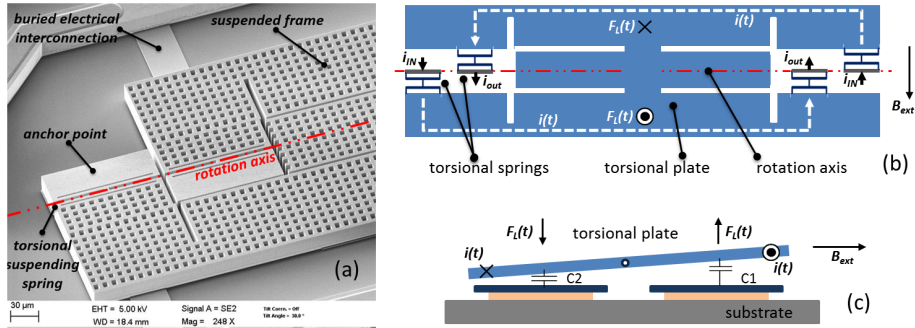 buried electrical
interconnection
suspended frame
anchor point
rotation axis
torsional
suspending
spring
(a)
30 µm
EHT = 5.00 kV
WD = 18.4 mm
Signal A = SE2
Mag = 248 X
Tilt Corrn. = Off
Tilt Angle = 30.0 °
F_L(t)
i(t)
i_IN
i_out
i_out
i_IN
B_ext
i(t)
F_L(t)
torsional springs
torsional plate
rotation axis
(b)
F_L(t)
torsional plate
F_L(t)
i(t)
C2
C1
i(t)
B_ext
(c)
substrate